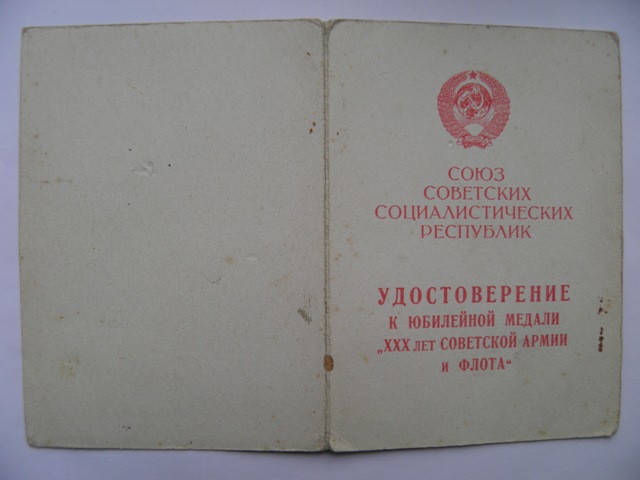 СОЮЗ
СОВЕТСКИХ
СОЦИАЛИСТИЧЕСКИХ
РЕСПУБЛИК
УДОСТОВЕРЕНИЕ
К ЮБИЛЕЙНОЙ МЕДАЛИ
„XXX ЛЕТ СОВЕТСКОЙ АРМИИ
И ФЛОТА“